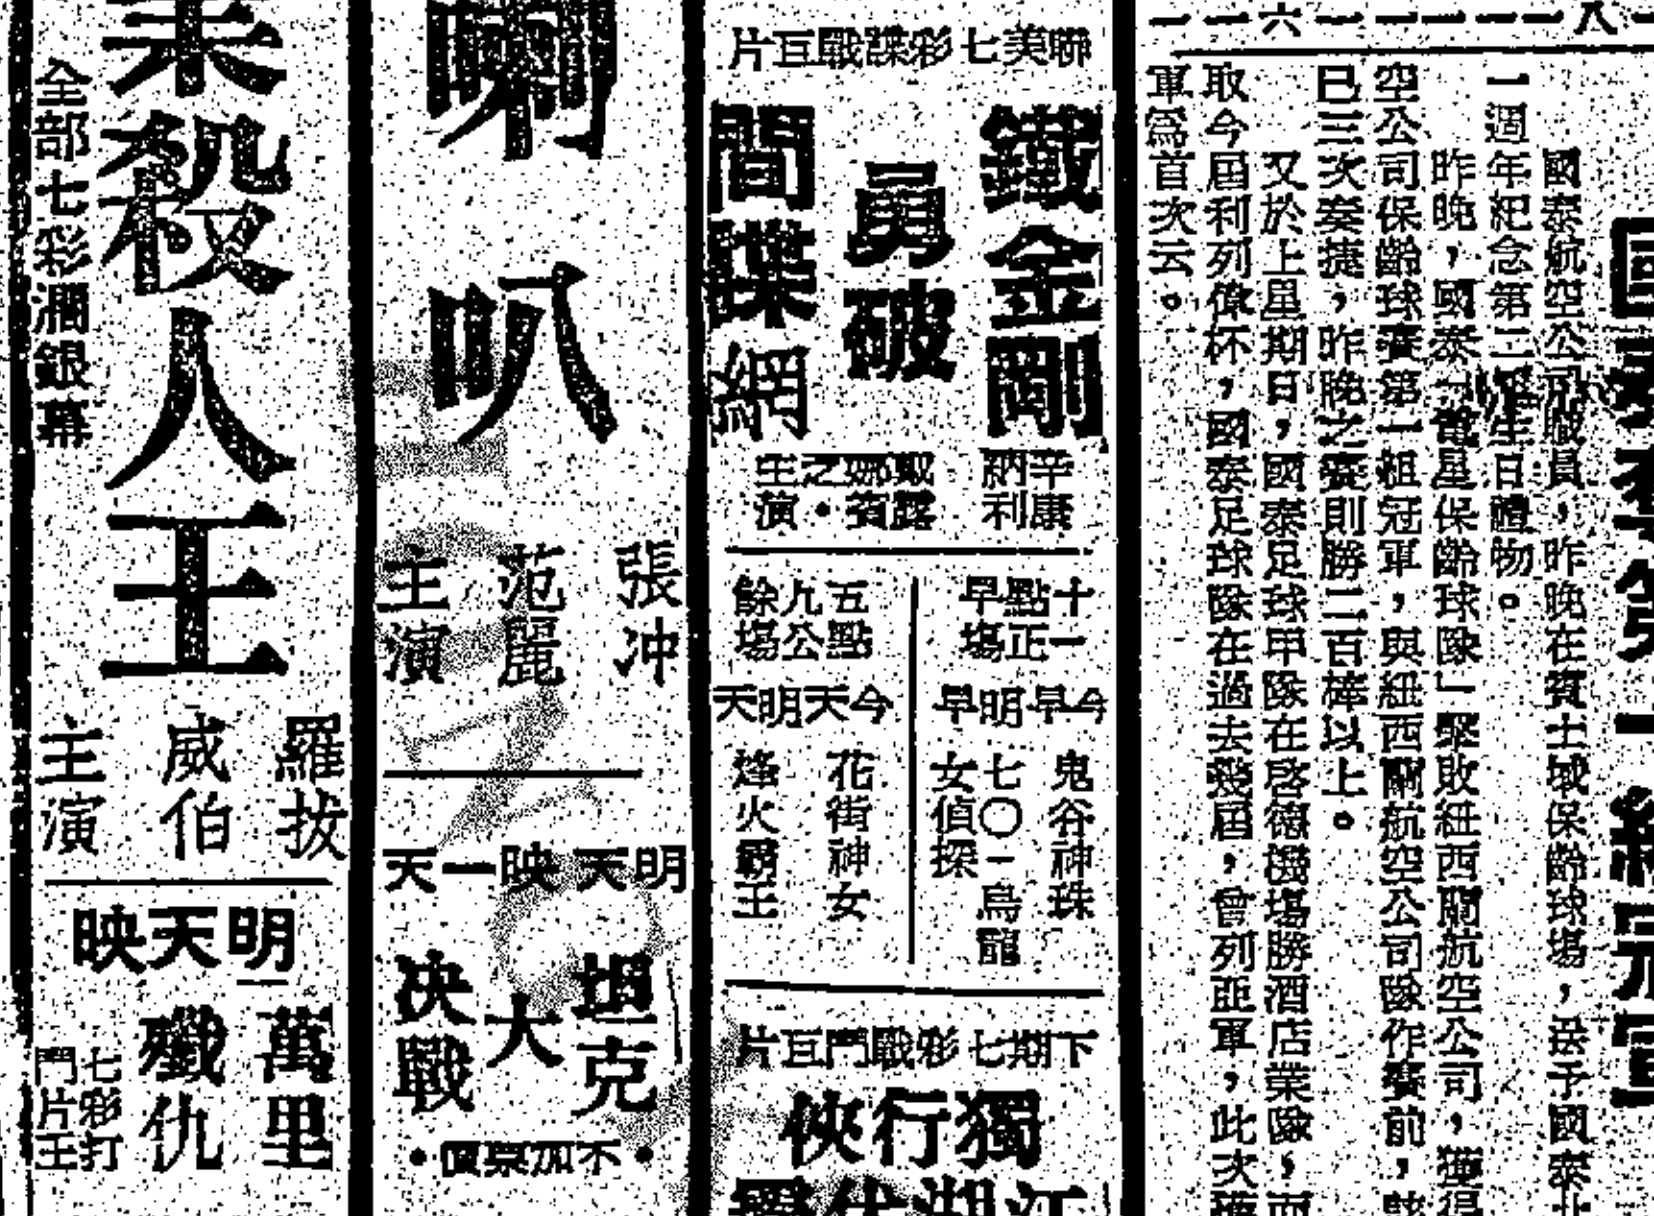 國泰航空公司職員，昨晚在賓士域保齡球場，送予國泰
一週年紀念第二生日禮物。
昨晚，國泰「電星保齡球隊」擊敗紐西蘭航空公司，獲得
空公司保齡球賽第一組冠軍，與紐西蘭航空公司隊作賽前，該
已三次奏捷，昨晚之賽則勝二百棒以上。
又於上星期日，國泰足球甲隊在啓德機場勝酒店業隊，而
取今屆利列偉杯，國泰足球隊在過去幾屆，曾列亞軍，此次獲
軍爲首次云。
聯美七彩諜戰巨片
鐵金剛
勇破
間諜網
辛康納利
戴露娜賓之·主演
十一點正早場
今早 鬼谷神珠
明早 七〇一烏龍女偵探
五點九公餘場
今天 花街神女
明天 烽火霸王
下期七彩戰鬥巨片
獨行俠
江湖伏霸
喇叭
張冲
范麗
主演
明天映一天
坦克大決戰
·不加票價·
殺人王
全部七彩濶銀幕
羅拔
威伯
主演
明天映
萬里殲仇
七彩打鬥片王